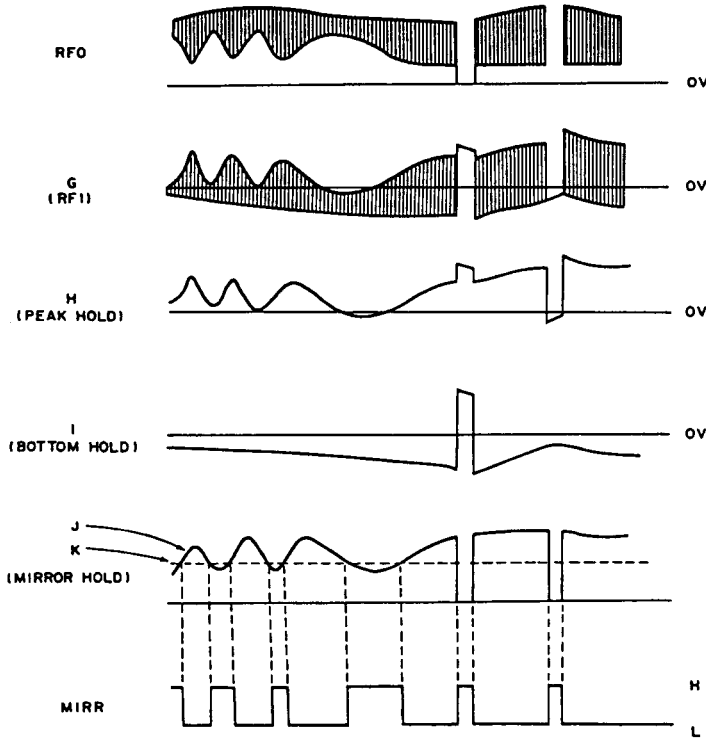 RFO
OV
G
(RF1)
OV
H
(PEAK HOLD)
OV
I
(BOTTOM HOLD)
OV
J
K
(MIRROR HOLD)
H
MIRR
L